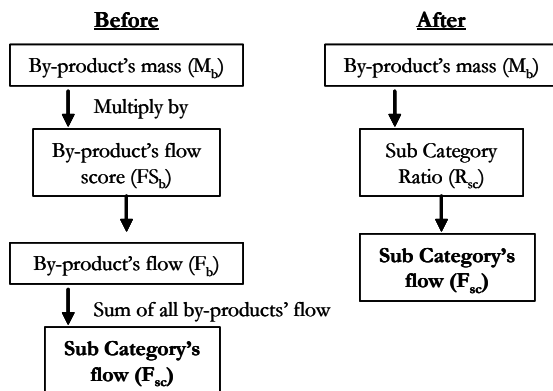 Before
By-product's mass (Mb)
Multiply by
By-product's flow
score (FSb)
By-product's flow (Fb)
Sum of all by-products' flow
Sub Category's
flow (Fsc)
After
By-product's mass (Mb)
Sub Category
Ratio (Rsc)
Sub Category's
flow (Fsc)